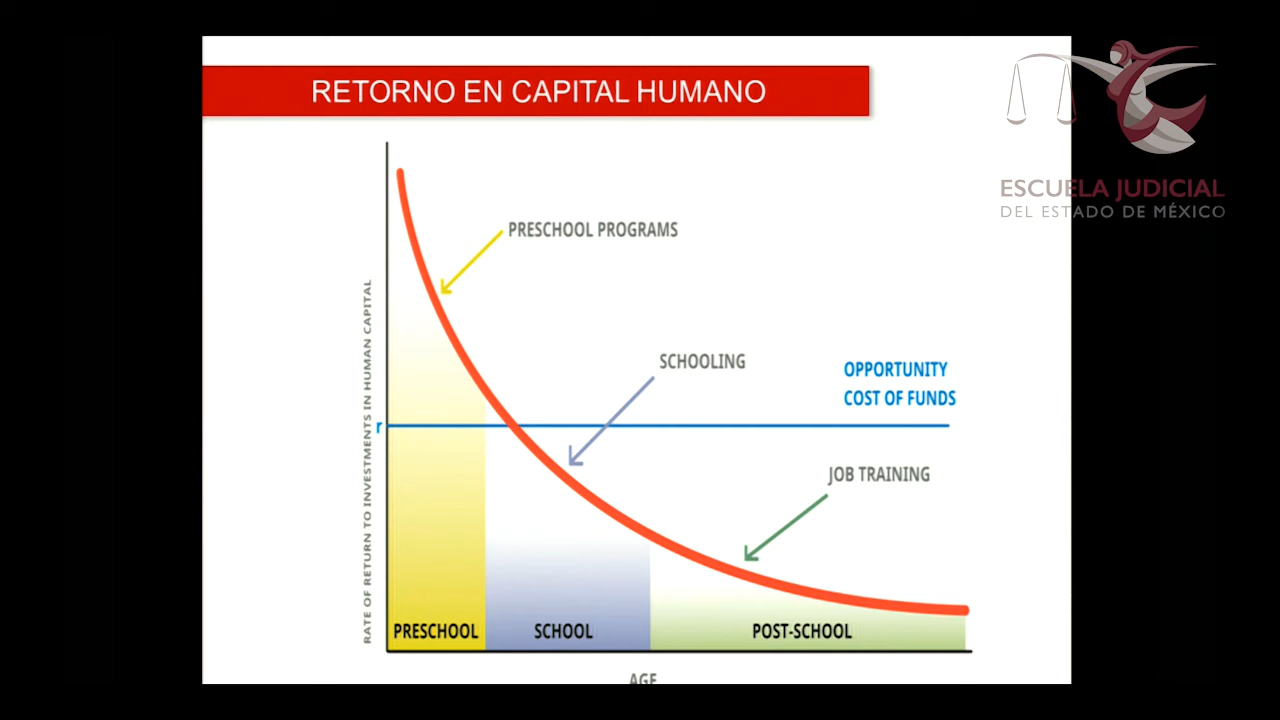 RETORNO EN CAPITAL HUMANO
ESCUELA JUDICIAL
DEL ESTADO DE MÉXICO
PRESCHOOL PROGRAMS
SCHOOLING
OPPORTUNITY
COST OF FUNDS
r
JOB TRAINING
RATE OF RETURN TO INVESTMENTS IN HUMAN CAPITAL
PRESCHOOL
SCHOOL
POST-SCHOOL
AGE